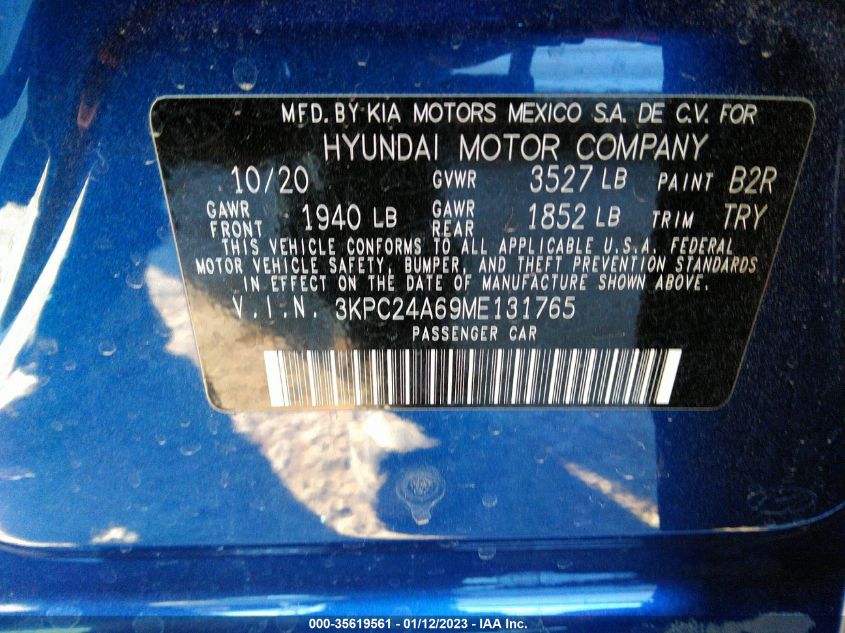 MFD. BY KIA MOTORS MEXICO S.A. DE C.V. FOR
HYUNDAI MOTOR COMPANY
10/20 GVWR 3527 LB PAINT B2R
GAWR FRONT 1940 LB GAWR REAR 1852 LB TRIM TRY
THIS VEHICLE CONFORMS TO ALL APPLICABLE U.S.A. FEDERAL
MOTOR VEHICLE SAFETY, BUMPER, AND THEFT PREVENTION STANDARDS
IN EFFECT ON THE DATE OF MANUFACTURE SHOWN ABOVE.
V.I.N. 3KPC24A69ME131765
PASSENGER CAR
000-35619561 - 01/12/2023 - IAA Inc.